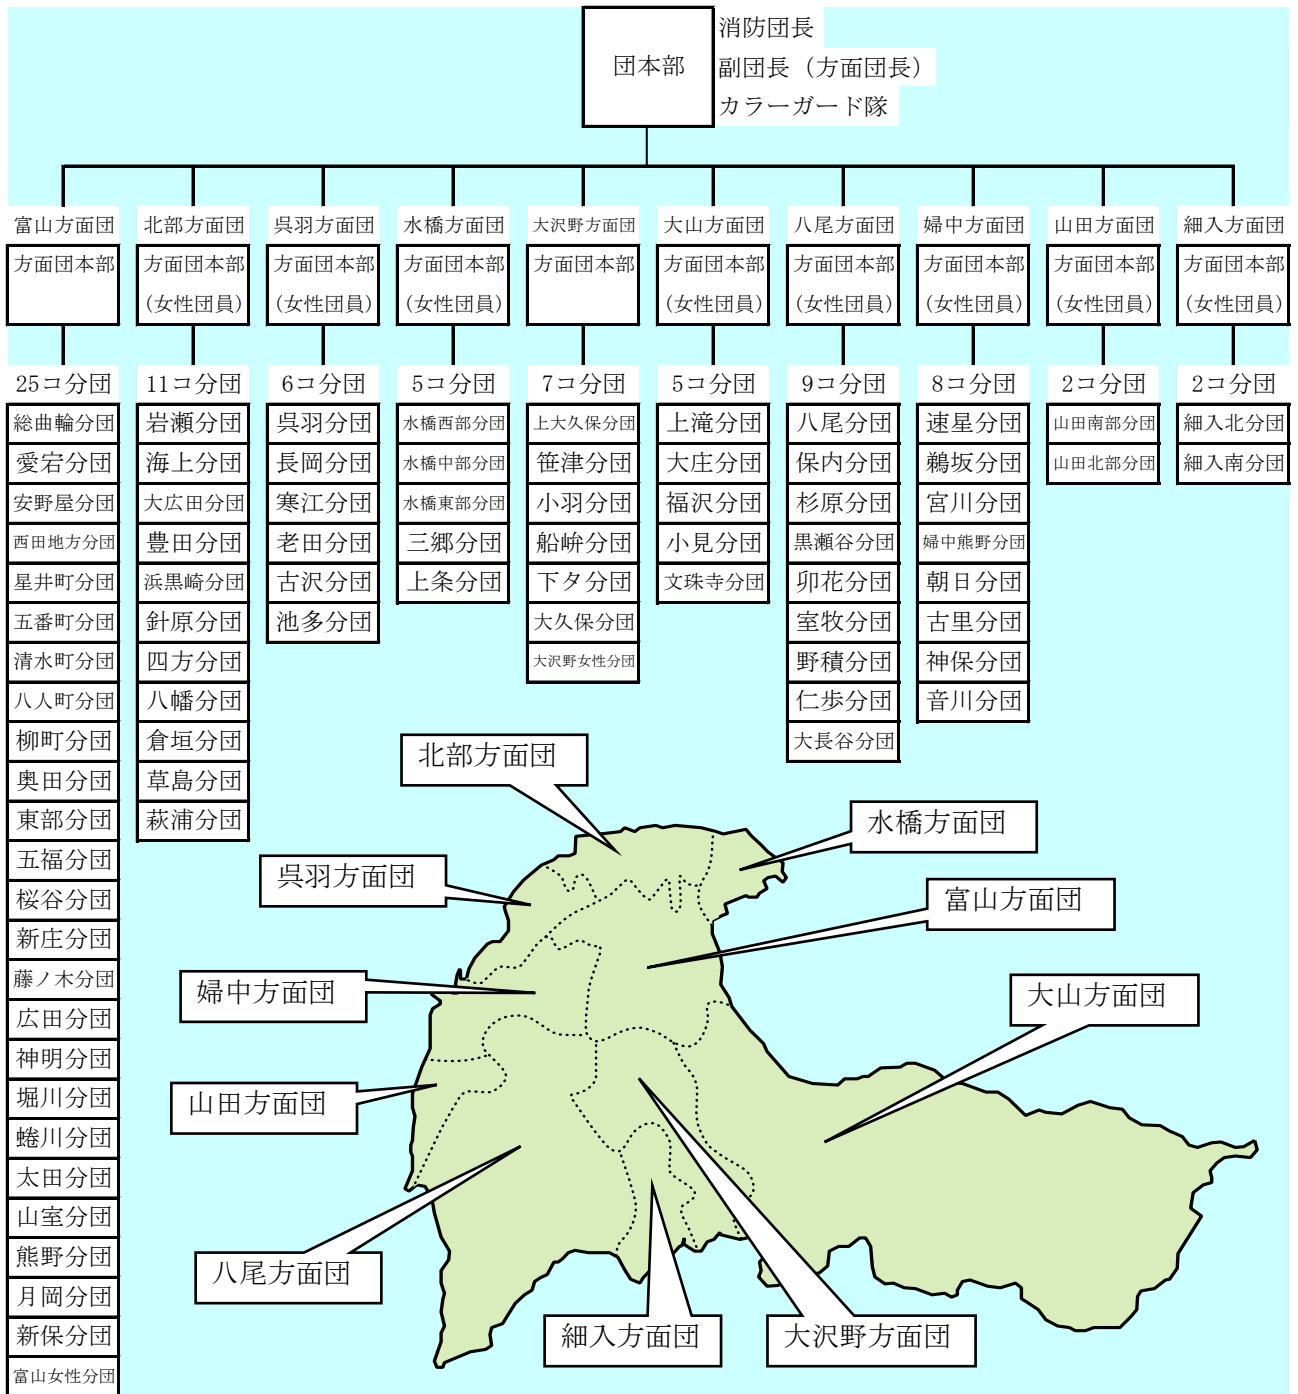 団本部
消防団長
副団長（方面団長）
カラーガード隊
富山方面団
方面団本部
25コ分団
総曲輪分団
愛宕分団
安野屋分団
西田地方分団
星井町分団
五番町分団
清水町分団
八人町分団
柳町分団
奥田分団
東部分団
五福分団
桜谷分団
新庄分団
藤ノ木分団
広田分団
神明分団
堀川分団
蜷川分団
太田分団
山室分団
熊野分団
月岡分団
新保分団
富山女性分団
北部方面団
方面団本部
(女性団員)
11コ分団
岩瀬分団
海上分団
大広田分団
豊田分団
浜黒崎分団
針原分団
四方分団
八幡分団
倉垣分団
草島分団
萩浦分団
呉羽方面団
方面団本部
(女性団員)
6コ分団
呉羽分団
長岡分団
寒江分団
老田分団
古沢分団
池多分団
水橋方面団
方面団本部
(女性団員)
5コ分団
水橋西部分団
水橋中部分団
水橋東部分団
三郷分団
上条分団
大沢野方面団
方面団本部
7コ分団
上大久保分団
笹津分団
小羽分団
船峅分団
下タ分団
大久保分団
大沢野女性分団
大山方面団
方面団本部
(女性団員)
5コ分団
上滝分団
大庄分団
福沢分団
小見分団
文珠寺分団
八尾方面団
方面団本部
(女性団員)
9コ分団
八尾分団
保内分団
杉原分団
黒瀬谷分団
卯花分団
室牧分団
野積分団
仁歩分団
大長谷分団
婦中方面団
方面団本部
(女性団員)
8コ分団
速星分団
鵜坂分団
宮川分団
婦中熊野分団
朝日分団
古里分団
神保分団
音川分団
山田方面団
方面団本部
(女性団員)
2コ分団
山田南部分団
山田北部分団
細入方面団
方面団本部
(女性団員)
2コ分団
細入北分団
細入南分団
北部方面団
水橋方面団
呉羽方面団
富山方面団
婦中方面団
大山方面団
山田方面団
八尾方面団
細入方面団
大沢野方面団